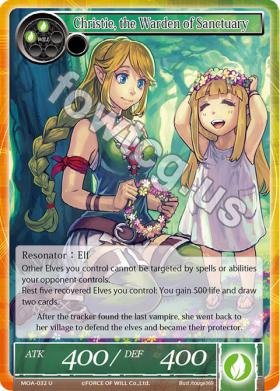 Christie, the Warden of Sanctuary
WILL
fowtcg.us
Resonator : Elf
Other Elves you control cannot be targeted by spells or abilities
your opponent controls.
Rest five recovered Elves you control: You gain 500 life and draw
two cards.
After the tracker found the last vampire, she went back to
her village to defend the elves and became their protector.
ATK 400 / DEF 400
MOA-032 U
©FORCE OF WILL Co.,Ltd.